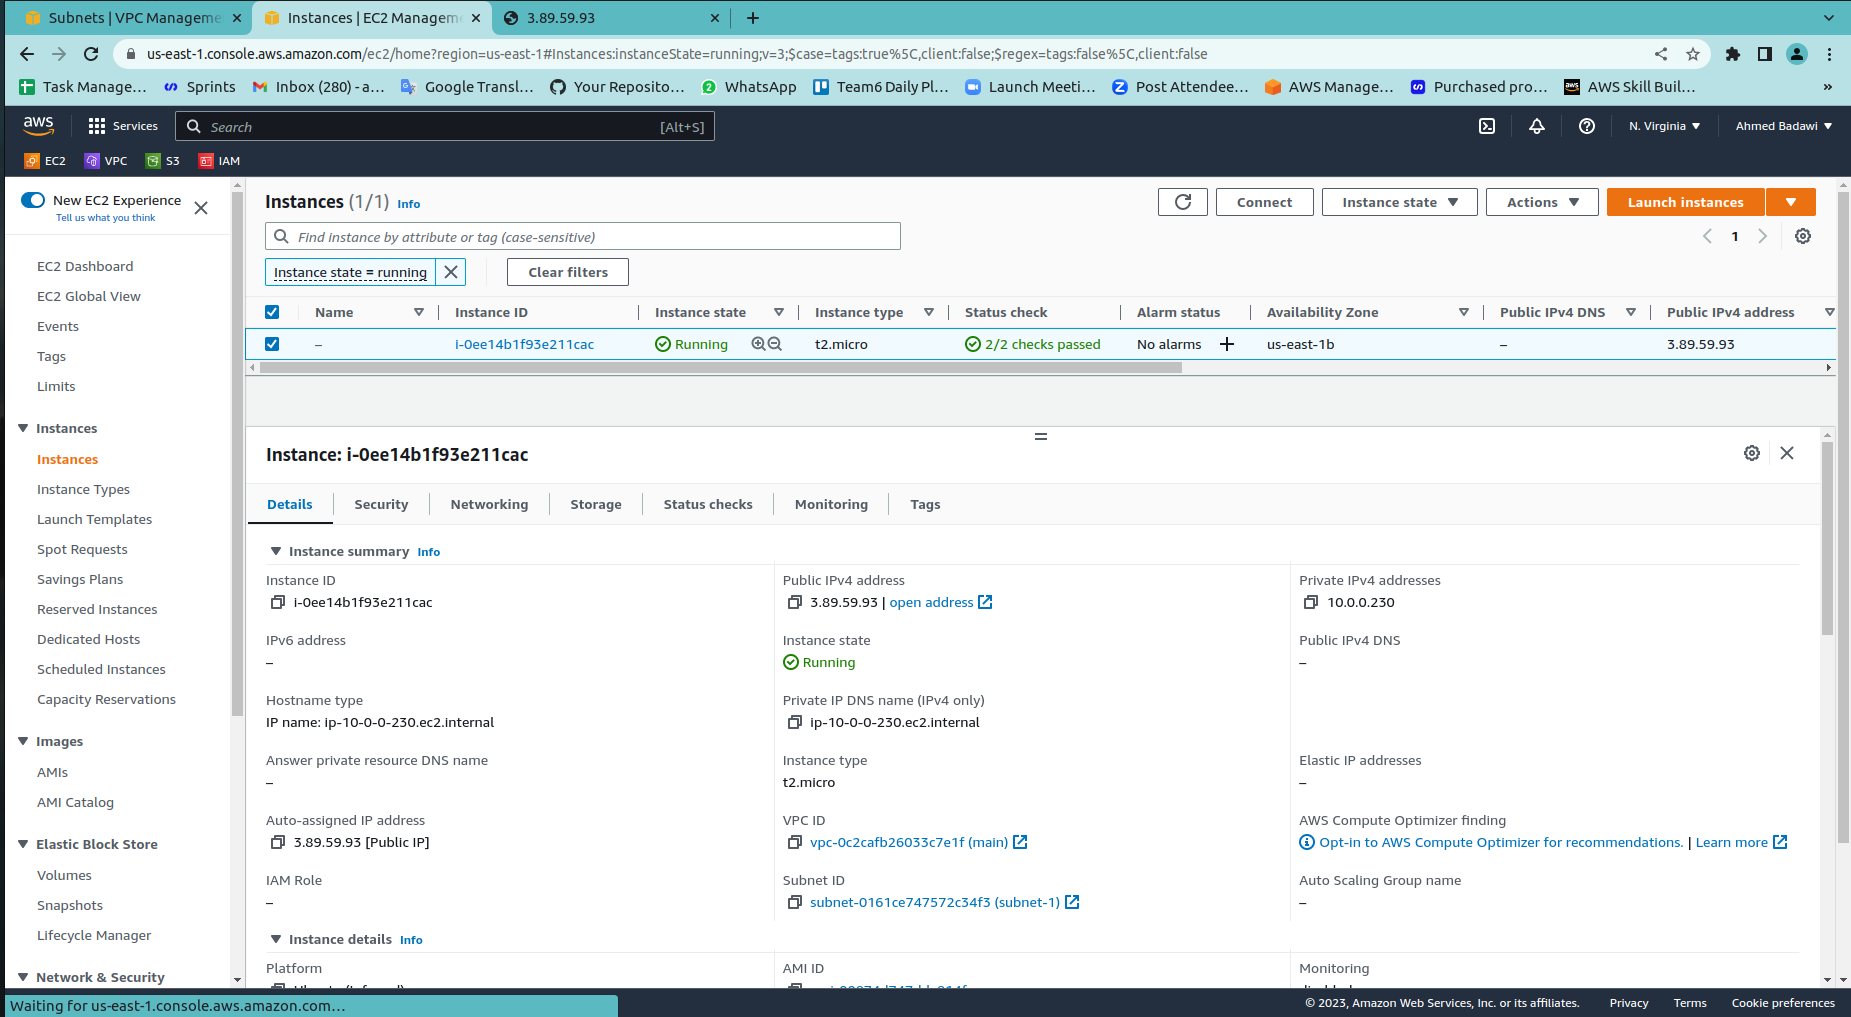 Subnets | VPC Manageme
Instances | EC2 Managem
3.89.59.93
us-east-1.console.aws.amazon.com/ec2/home?region=us-east-1#Instances:instanceState=running;v=3;$case=tags:true%5C,client:false;$regex=tags:false%5C,client:false
Task Manage... Sprints Inbox (280) - a... Google Transl... Your Reposito... WhatsApp Team6 Daily Pl... Launch Meeti... Post Attendee... AWS Manage... Purchased pro... AWS Skill Buil... »
aws Services Search [Alt+S] N. Virginia Ahmed Badawi
EC2 VPC S3 IAM
New EC2 Experience
Tell us what you think
EC2 Dashboard
EC2 Global View
Events
Tags
Limits
Instances
Instances
Instance Types
Launch Templates
Spot Requests
Savings Plans
Reserved Instances
Dedicated Hosts
Scheduled Instances
Capacity Reservations
Images
AMIs
AMI Catalog
Elastic Block Store
Volumes
Snapshots
Lifecycle Manager
Network & Security
Instances (1/1) Info
Connect Instance state Actions Launch instances
Find instance by attribute or tag (case-sensitive)
1
Instance state = running Clear filters
Name Instance ID Instance state Instance type Status check Alarm status Availability Zone Public IPv4 DNS Public IPv4 address
– i-0ee14b1f93e211cac Running t2.micro 2/2 checks passed No alarms us-east-1b – 3.89.59.93
Instance: i-0ee14b1f93e211cac
Details Security Networking Storage Status checks Monitoring Tags
Instance summary Info
Instance ID
i-0ee14b1f93e211cac
Public IPv4 address
3.89.59.93 | open address
Private IPv4 addresses
10.0.0.230
IPv6 address
–
Instance state
Running
Public IPv4 DNS
–
Hostname type
IP name: ip-10-0-0-230.ec2.internal
Private IP DNS name (IPv4 only)
ip-10-0-0-230.ec2.internal
Answer private resource DNS name
–
Instance type
t2.micro
Elastic IP addresses
–
Auto-assigned IP address
3.89.59.93 [Public IP]
VPC ID
vpc-0c2cafb26033c7e1f (main)
AWS Compute Optimizer finding
Opt-in to AWS Compute Optimizer for recommendations. | Learn more
IAM Role
–
Subnet ID
subnet-0161ce747572c34f3 (subnet-1)
Auto Scaling Group name
–
Instance details Info
Platform
AMI ID
Monitoring
Waiting for us-east-1.console.aws.amazon.com...
© 2023, Amazon Web Services, Inc. or its affiliates. Privacy Terms Cookie preferences